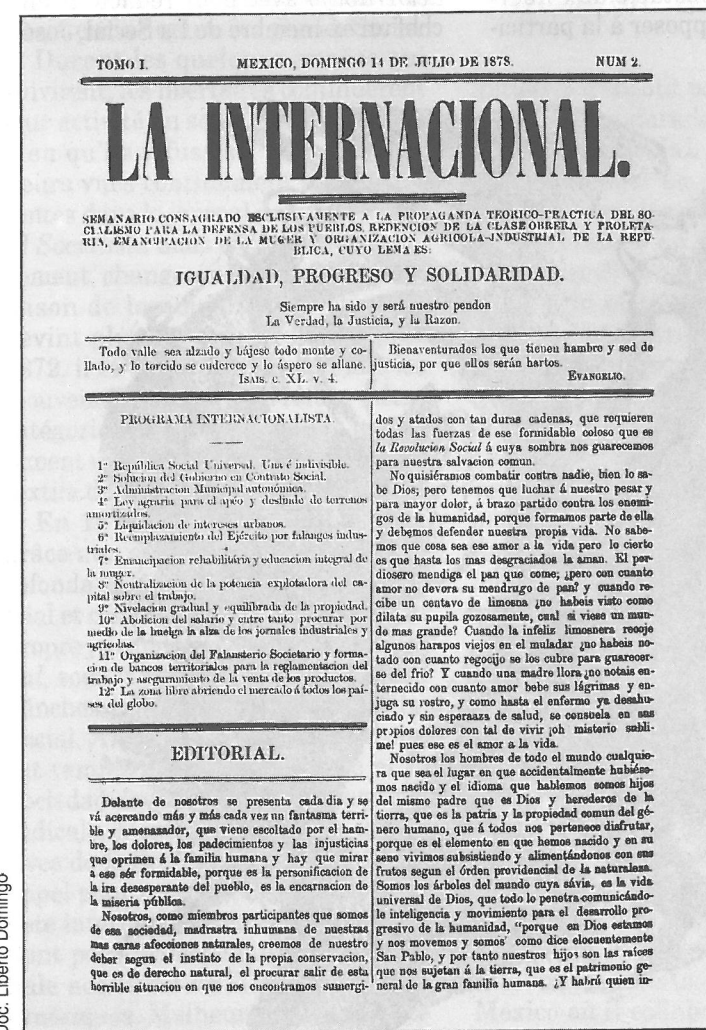 TOMO I.
MEXICO, DOMINGO 14 DE JULIO DE 1878.
NUM 2.
LA INTERNACIONAL.
SEMANARIO CONSAGRADO ESCLUSIVAMENTE A LA PROPAGANDA TEORICO-PRACTICA DEL SO-
CIALISMO PARA LA DEFENSA DE LOS PUEBLOS, REDENCION DE LA CLASE OBRERA Y PROLETA-
RIA, EMANCIPACION DE LA MUGER Y ORGANIZACION AGRICOLA-INDUSTRIAL DE LA REPU-
BLICA, CUYO LEMA ES:
IGUALDAD, PROGRESO Y SOLIDARIDAD.
Siempre ha sido y será nuestro pendon
La Verdad, la Justicia, y la Razon.
Todo valle sea alzado y bájese todo monte y co-
llado, y lo torcido se enderece y lo áspero se allane.
ISAIS. c. XL. v. 4.
Bienaventurados los que tienen hambre y sed de
justicia, por que ellos serán hartos.
EVANGELIO.
PROGRAMA INTERNACIONALISTA.
1º República Social Universal. Una é indivisible.
2º Solucion del Gobierno en Contrato Social.
3º Administracion Municipal autonómica.
4º Ley agraria para el apéo y deslinde de terrenos
amortizados.
5º Liquidacion de intereses urbanos.
6º Reemplazamiento del Ejército por falanges indus-
triales.
7º Emancipacion rehabilitária y educacion integral de
la muger.
8º Neutralizacion de la potencia explotadora del ca-
pital sobre el trabajo.
9º Nivelacion gradual y equilibrada de la propiedad.
10º Abolicion del salario y entre tanto procurar por
medio de la huelga la alza de los jornales industriales y
agrícolas.
11º Organizacion del Falansterio Societario y forma-
cion de bancos territoriales para la reglamentacion del
trabajo y aseguramiento de la venta de los productos.
12º La zona libre abriendo el mercado á todos los paí-
ses del globo.
EDITORIAL.
Delante de nosotros se presenta cada dia y se
vá acercando más y más cada vez un fantasma terri-
ble y amenazador, que viene escoltado por el ham-
bre, los dolores, los padecimientos y las injusticias
que oprimen á la familia humana y hay que mirar
a ese sér formidable, porque es la personificacion de
la ira desesperante del pueblo, es la encarnacion de
la miseria pública.
Nosotros, como miembros participantes que somos
de esa sociedad, madrastra inhumana de nuestras
mas caras afecciones naturales, creemos de nuestro
deber segun el instinto de la propia conservacion,
que es de derecho natural, el procurar salir de esta
horrible situacion en que nos encontramos sumergi-
dos y atados con tan duras cadenas, que requieren
todas las fuerzas de ese formidable coloso que es
la Revolucion Social á cuya sombra nos guarecemos
para nuestra salvacion comun.
No quisiéramos combatir contra nadie, bien lo sa-
be Dios; pero tenemos que luchar á nuestro pesar y
para mayor dolor, á brazo partido contra los enemi-
gos de la humanidad, porque formamos parte de ella
y debemos defender nuestra propia vida. No sabe-
mos que cosa sea ese amor a la vida pero lo cierto
es que hasta los mas desgraciados la aman. El por-
diosero mendiga el pan que come; ¿pero con cuanto
amor no devora su mendrugo de pan? y cuando re-
cibe un centavo de limosna ¿no habeis visto como
dilata su pupila gozosamente, cual si viese un mun-
do mas grande? Cuando la infeliz limosnera recoje
algunos harapos viejos en el muladar ¿no habeis no-
tado con cuanto regocijo se los cubre para guarecer-
se del frio? Y cuando una madre llora ¿no notais en-
ternecido con cuanto amor bebe sus lágrimas y en-
juga su rostro, y como hasta el enfermo ya desahu-
ciado y sin esperanza de salud, se consuela en sus
propios dolores con tal de vivir ¡oh misterio subli-
me! pues ese es el amor a la vida.
Nosotros los hombres de todo el mundo cualquie-
ra que sea el lugar en que accidentalmente hubiése-
mos nacido y el idioma que hablemos somos hijos
del mismo padre que es Dios y herederos de la
tierra, que es la patria y la propiedad comun del gé-
nero humano, que á todos nos pertenece disfrutar,
porque es el elemento en que hemos nacido y en su
seno vivimos subsistiendo y alimentándonos con sus
frutos segun el órden providencial de la naturalesa.
Somos los árboles del mundo cuya sávia, es la vida
universal de Dios, que todo lo penetra comunicándo-
le inteligencia y movimiento para el desarrollo pro-
gresivo de la humanidad, "porque en Dios estamos
y nos movemos y somos' como dice elocuentemente
San Pablo, y por tanto nuestros hijos son las raíces
que nos sujetan á la tierra, que es el patrimonio ge-
neral de la gran familia humana. ¿Y habrá quien in-
Doc. Liberto Domingo